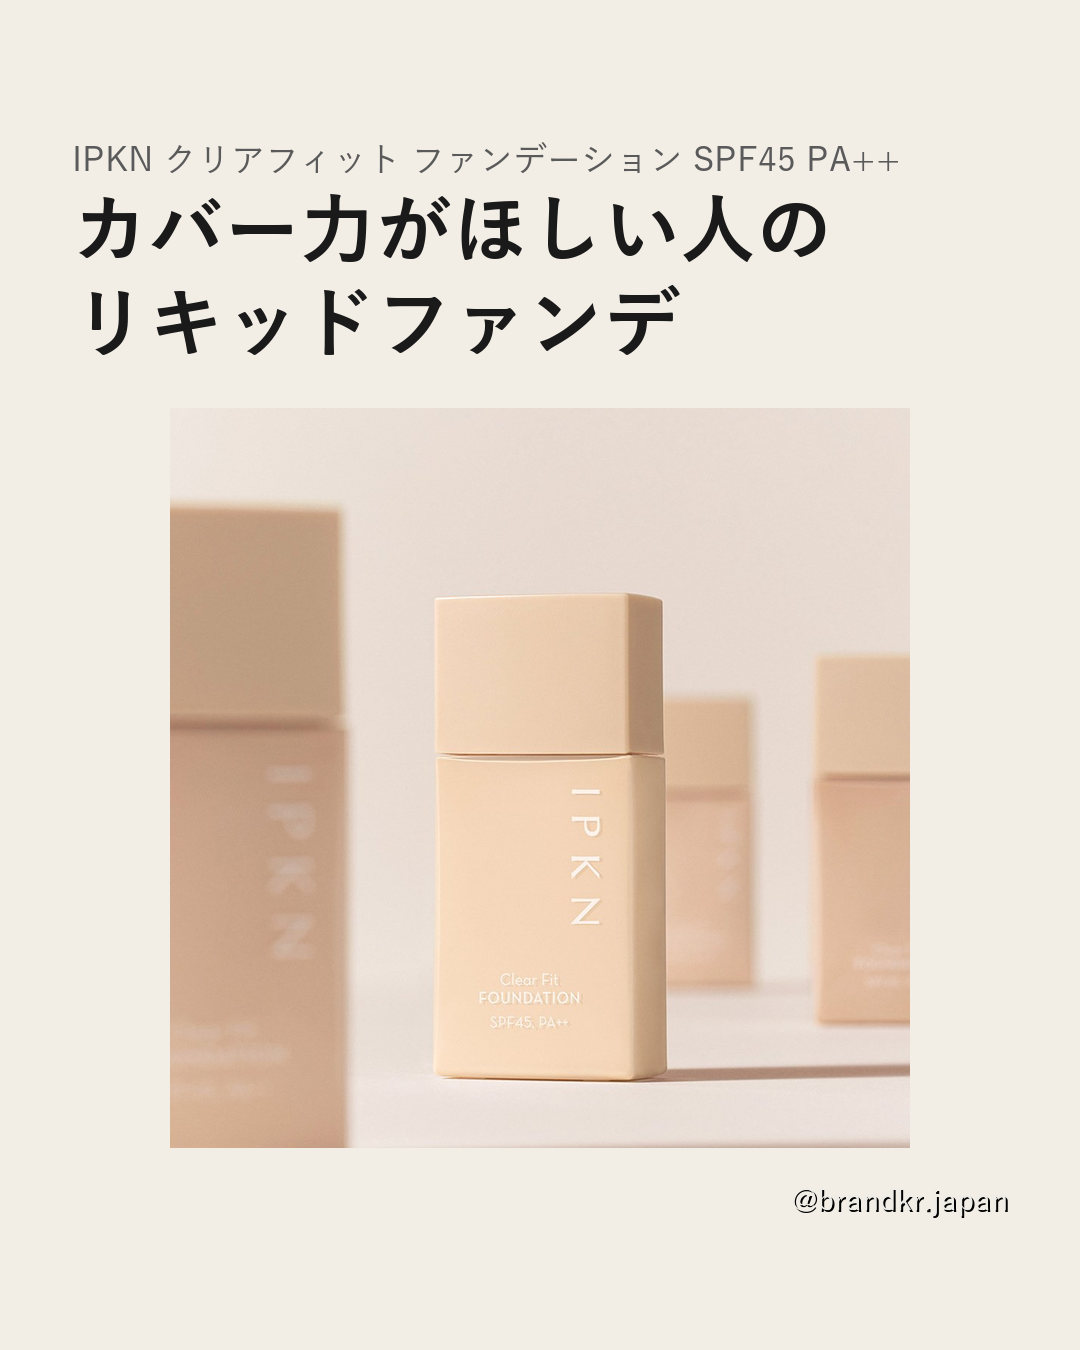 IPKN クリアフィット ファンデーション SPF45 PA++
カバー力がほしい人の
リキッドファンデ
IPKN
Clear Fit
FOUNDATION
SPF45, PA++
IPKN
@brandkr.japan